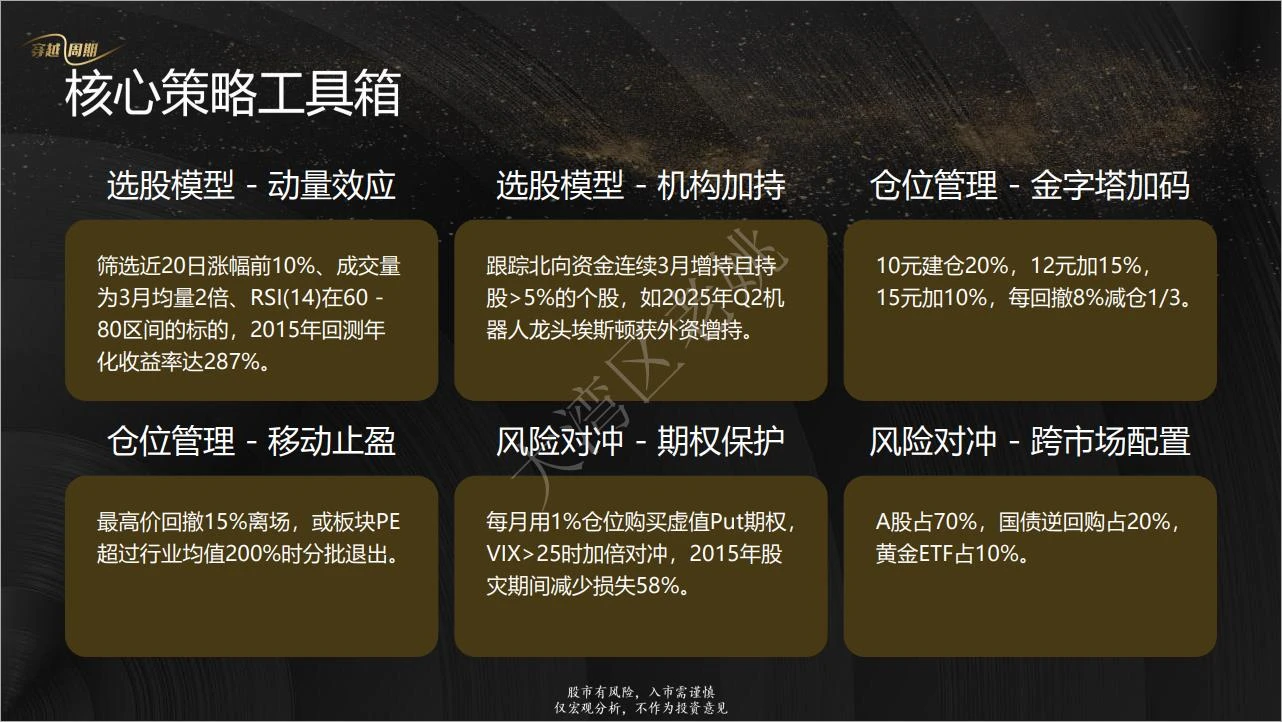 穿越周期
核心策略工具箱
选股模型 - 动量效应
筛选近20日涨幅前10%、成交量
为3月均量2倍、RSI(14)在60 -
80区间的标的，2015年回测年
化收益率达287%。
选股模型 - 机构加持
跟踪北向资金连续3月增持且持
股>5%的个股，如2025年Q2机
器人龙头埃斯顿获外资增持。
仓位管理 - 金字塔加码
10元建仓20%，12元加15%，
15元加10%，每回撤8%减仓1/3。
仓位管理 - 移动止盈
最高价回撤15%离场，或板块PE
超过行业均值200%时分批退出。
风险对冲 - 期权保护
每月用1%仓位购买虚值Put期权，
VIX>25时加倍对冲，2015年股
灾期间减少损失58%。
风险对冲 - 跨市场配置
A股占70%，国债逆回购占20%，
黄金ETF占10%。
大湾区老姚
股市有风险，入市需谨慎
仅宏观分析，不作为投资意见